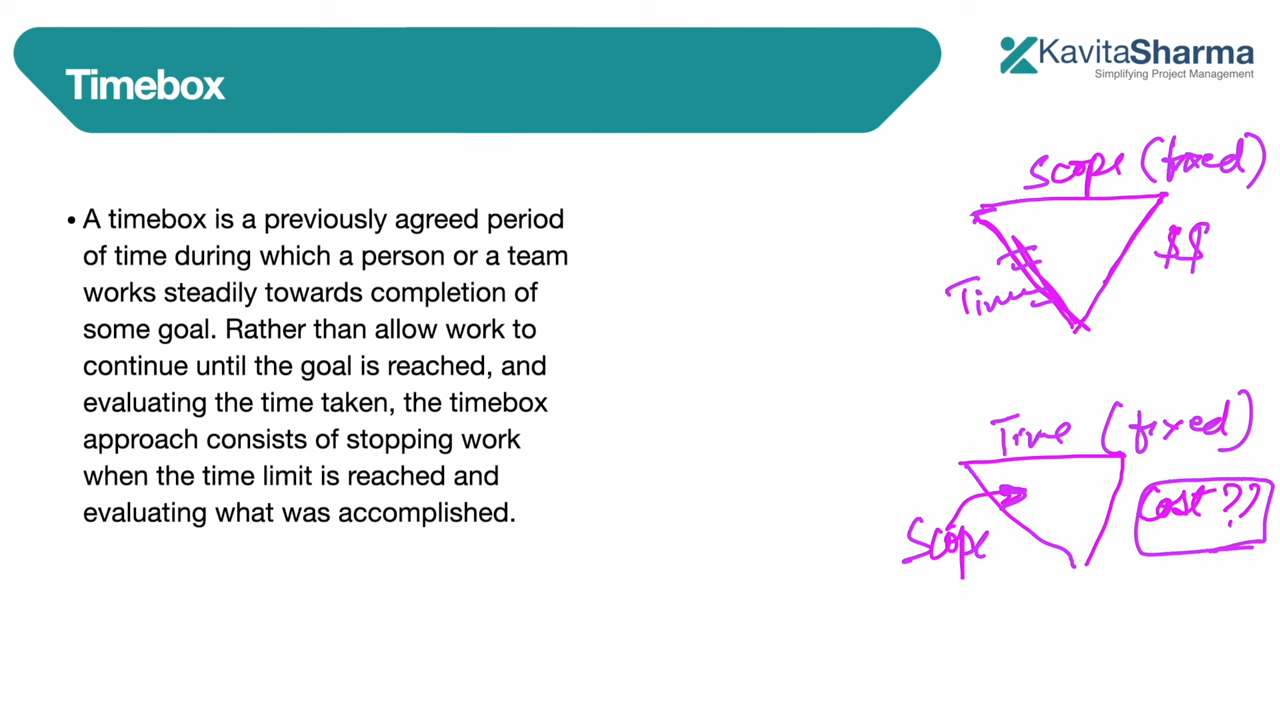 Timebox
KavitaSharma
Simplifying Project Management
• A timebox is a previously agreed period
of time during which a person or a team
works steadily towards completion of
some goal. Rather than allow work to
continue until the goal is reached, and
evaluating the time taken, the timebox
approach consists of stopping work
when the time limit is reached and
evaluating what was accomplished.
Scope (fixed)
$$
Time
Time (fixed)
Cost??
Scope